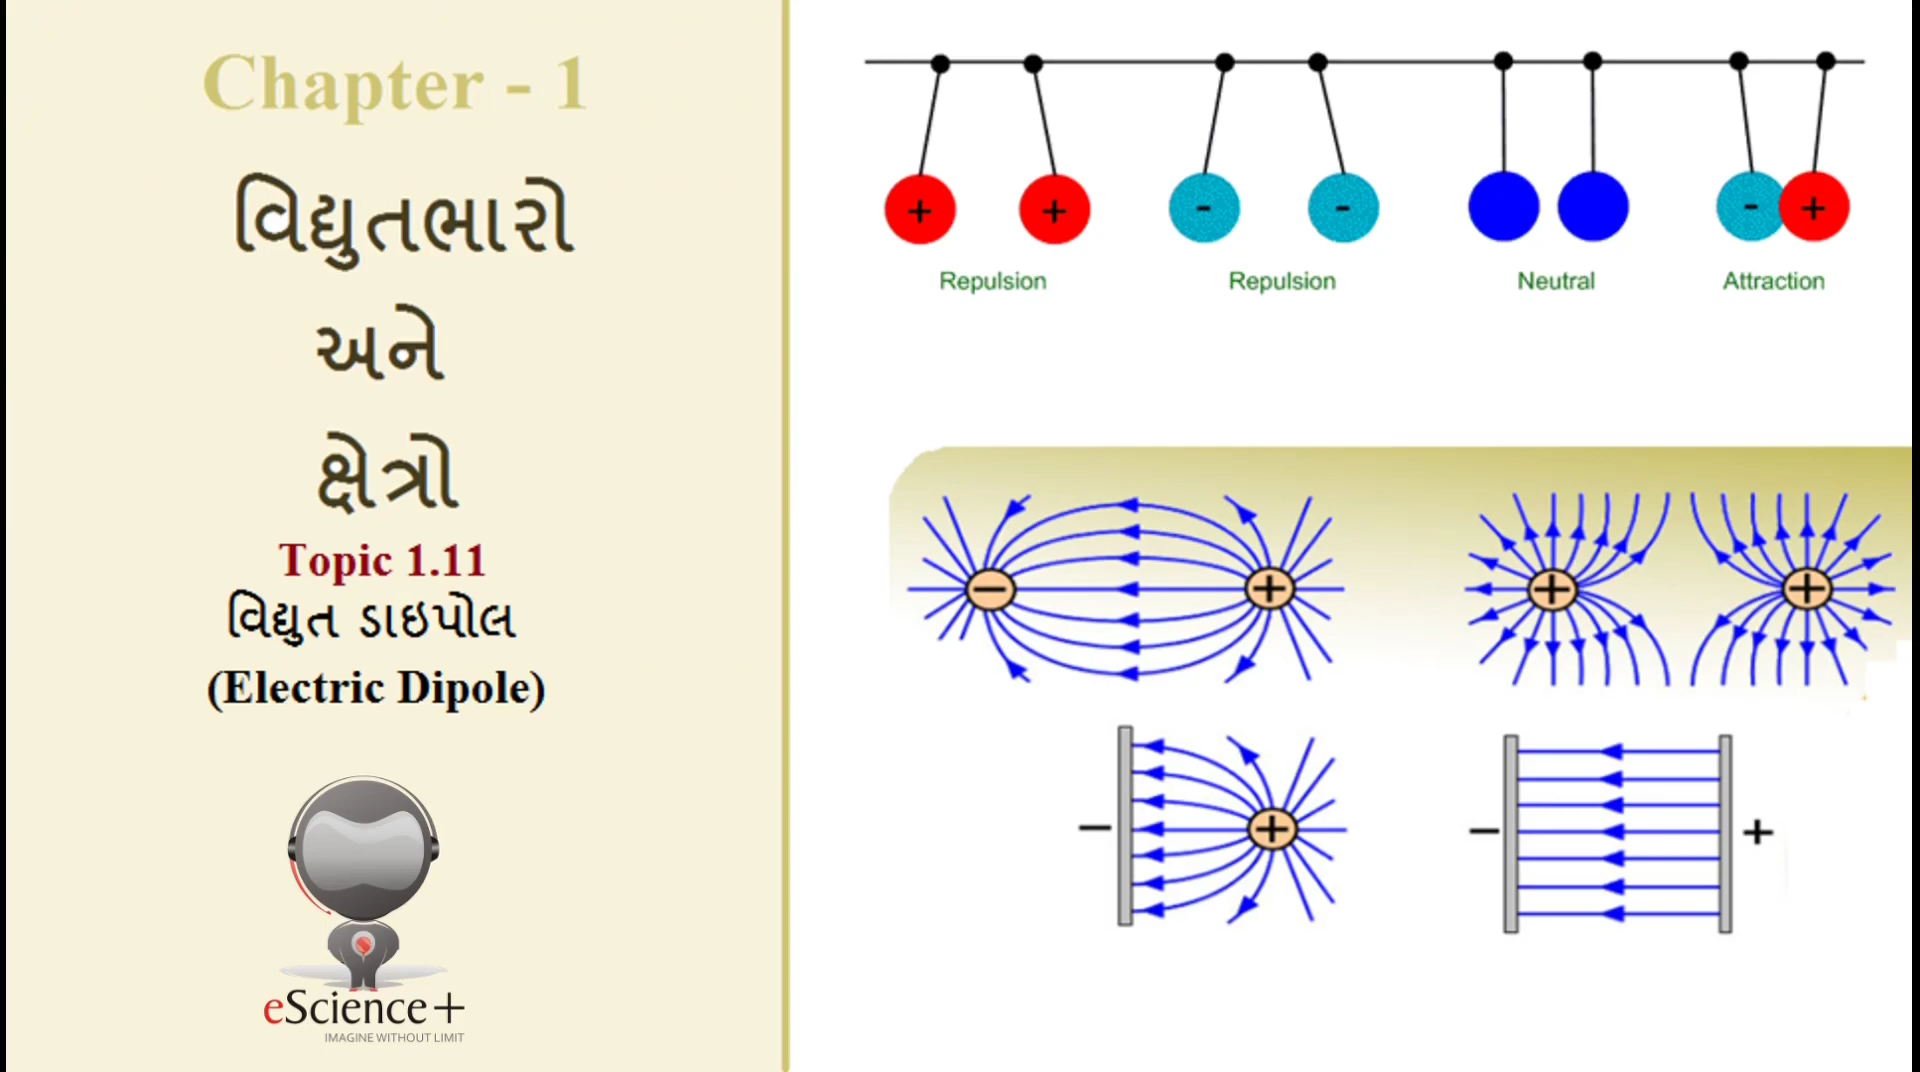 Chapter - 1
વિદ્યુતભારો
અને
ક્ષેત્રો
Topic 1.11
વિદ્યુત ડાઇપોલ
(Electric Dipole)
eScience+
IMAGINE WITHOUT LIMIT
+ + - - - +
Repulsion Repulsion Neutral Attraction
− + + +
− + − +